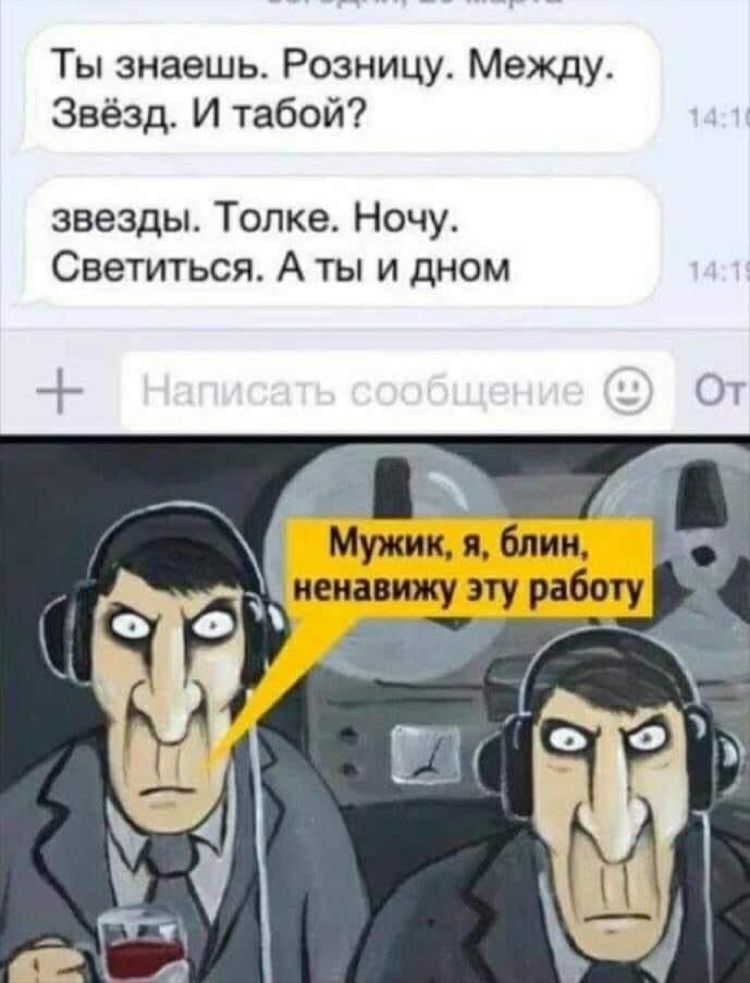 Ты знаешь. Розницу. Между.
Звёзд. И табой?
звезды. Толке. Ночу.
Светиться. А ты и дном
Написать сообщение
Мужик, я, блин,
ненавижу эту работу